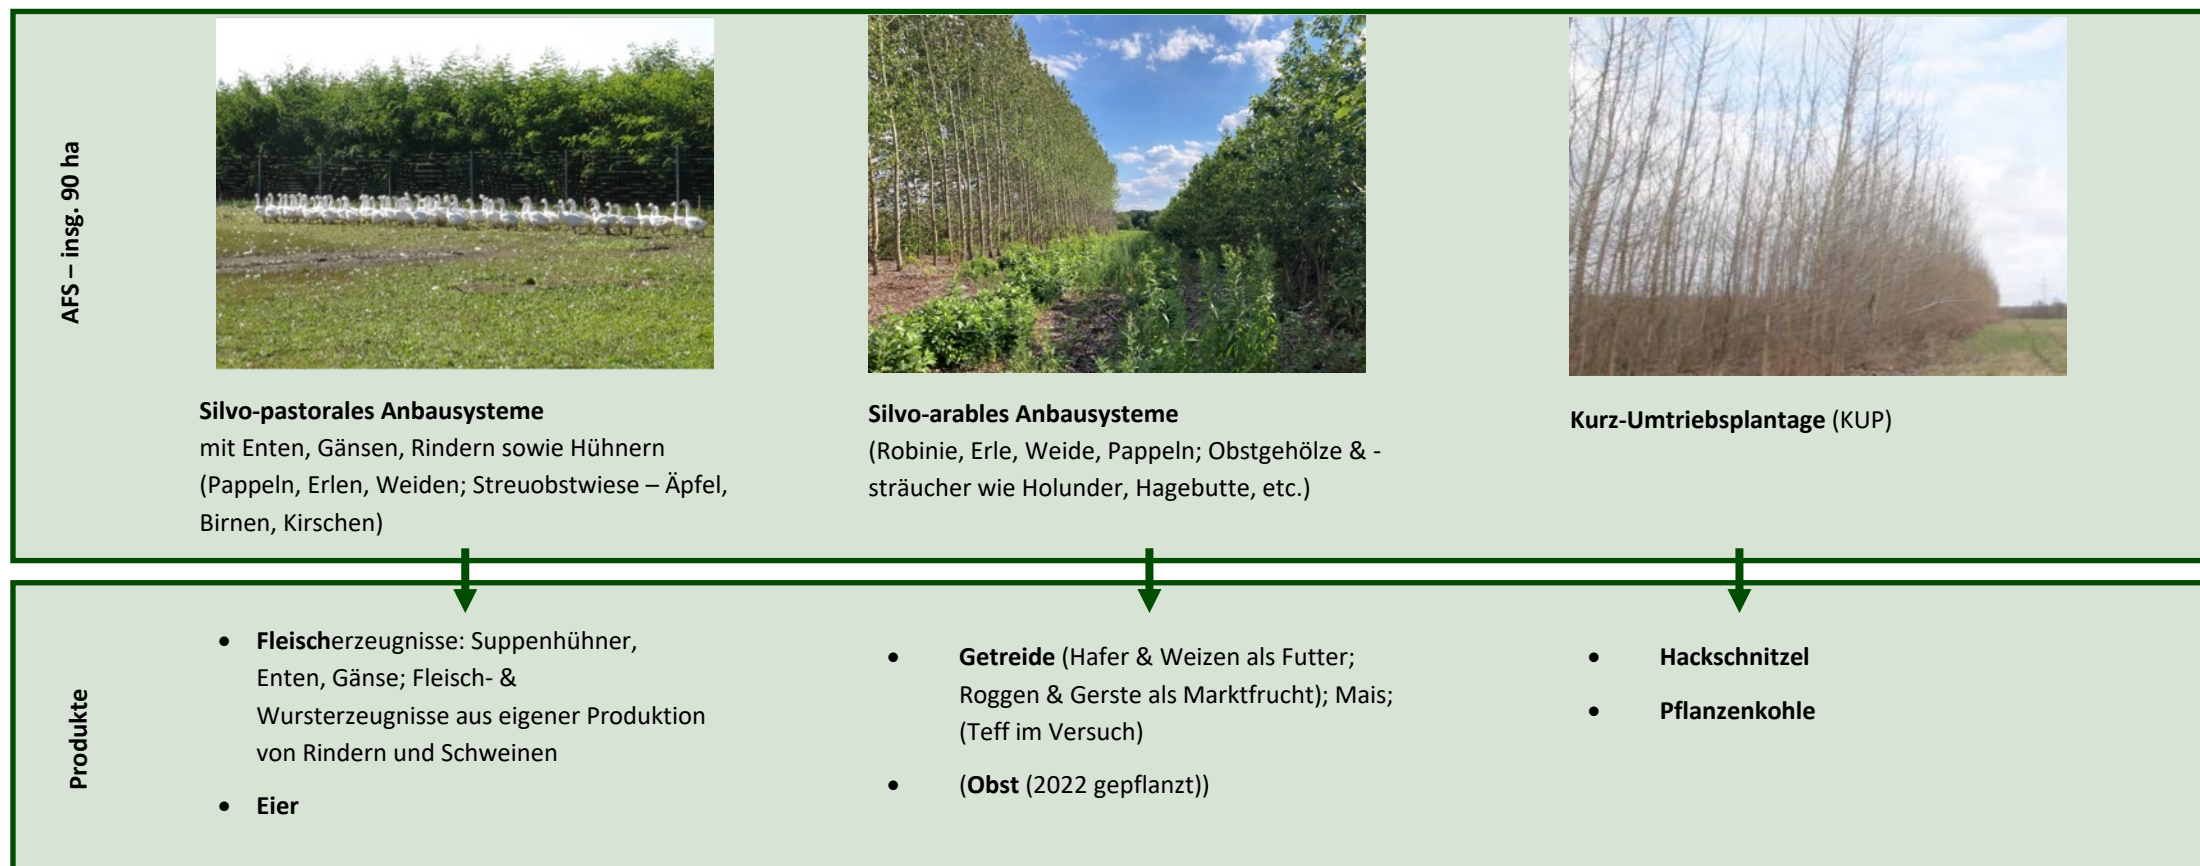 AFS – insg. 90 ha
Silvo-pastorales Anbausysteme
mit Enten, Gänsen, Rindern sowie Hühnern
(Pappeln, Erlen, Weiden; Streuobstwiese – Äpfel,
Birnen, Kirschen)
Silvo-arables Anbausysteme
(Robinie, Erle, Weide, Pappeln; Obstgehölze & -
sträucher wie Holunder, Hagebutte, etc.)
Kurz-Umtriebsplantage (KUP)
Produkte
• Fleischerzeugnisse: Suppenhühner,
Enten, Gänse; Fleisch- &
Wursterzeugnisse aus eigener Produktion
von Rindern und Schweinen
• Eier
• Getreide (Hafer & Weizen als Futter;
Roggen & Gerste als Marktfrucht); Mais;
(Teff im Versuch)
• (Obst (2022 gepflanzt))
• Hackschnitzel
• Pflanzenkohle